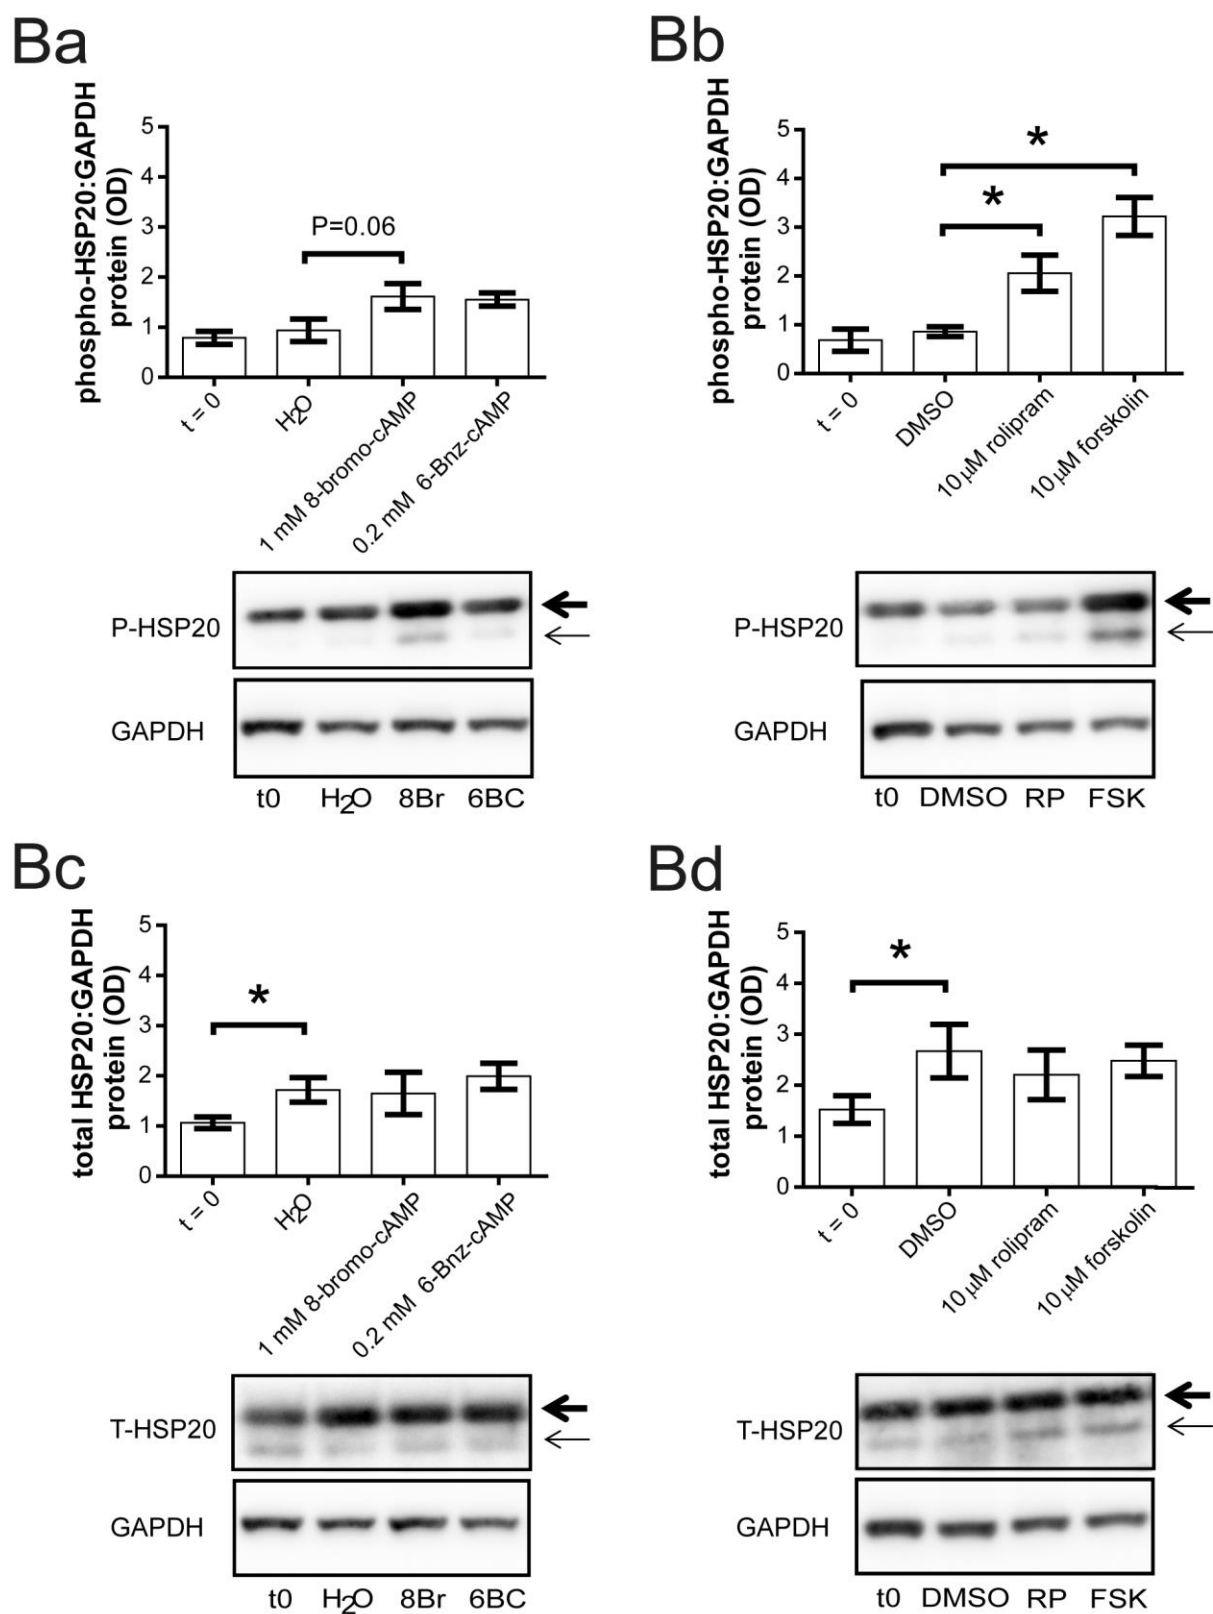 Ba
phospho-HSP20:GAPDH
protein (OD)
5
4
3
2
1
0
P=0.06
t = 0
H₂O
1 mM 8-bromo-cAMP
0.2 mM 6-Bnz-cAMP
P-HSP20
GAPDH
t0 H₂O 8Br 6BC
Bb
phospho-HSP20:GAPDH
protein (OD)
5
4
3
2
1
0
*
*
t = 0
DMSO
10 µM rolipram
10 µM forskolin
P-HSP20
GAPDH
t0 DMSO RP FSK
Bc
total HSP20:GAPDH
protein (OD)
5
4
3
2
1
0
*
t = 0
H₂O
1 mM 8-bromo-cAMP
0.2 mM 6-Bnz-cAMP
T-HSP20
GAPDH
t0 H₂O 8Br 6BC
Bd
total HSP20:GAPDH
protein (OD)
5
4
3
2
1
0
*
t = 0
DMSO
10 µM rolipram
10 µM forskolin
T-HSP20
GAPDH
t0 DMSO RP FSK